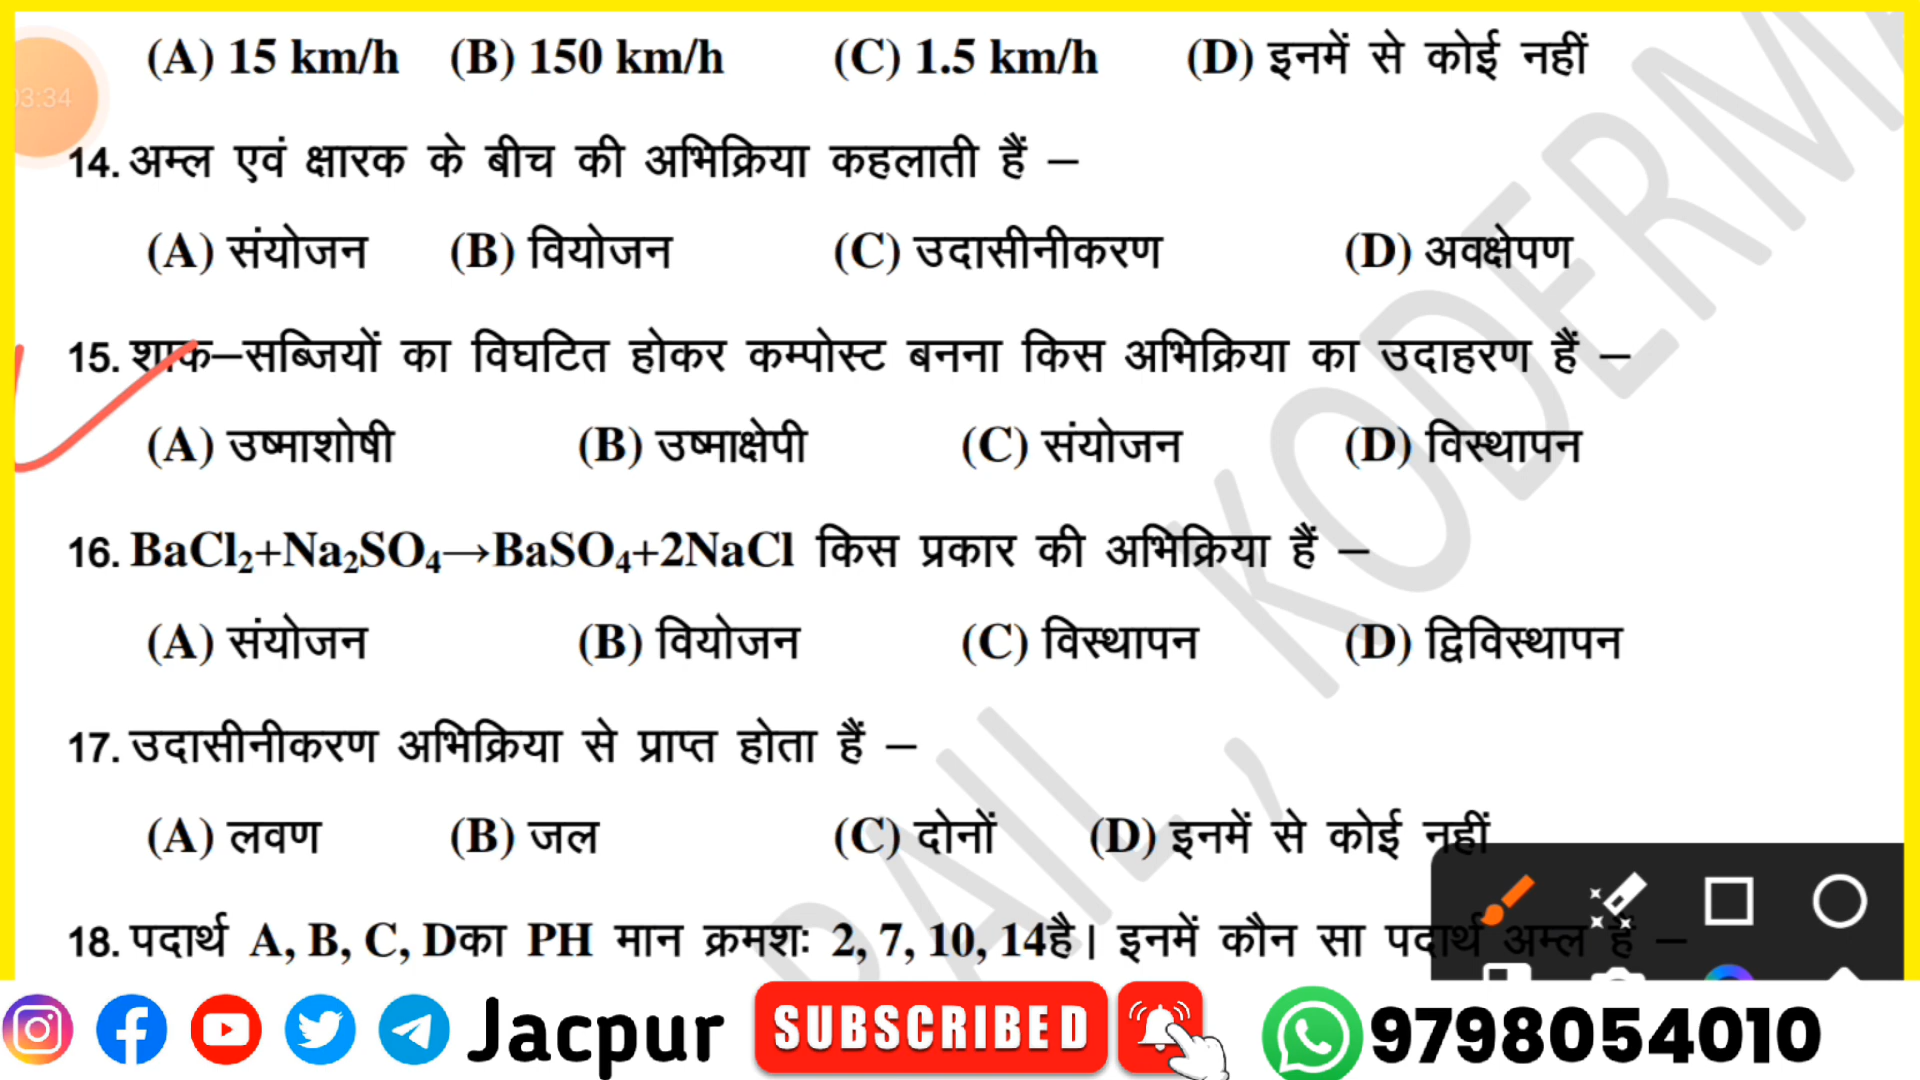 (A) 15 km/h (B) 150 km/h (C) 1.5 km/h (D) इनमें से कोई नहीं
03:34
14. अम्ल एवं क्षारक के बीच की अभिक्रिया कहलाती हैं –
(A) संयोजन (B) वियोजन (C) उदासीनीकरण (D) अवक्षेपण
15. शाक–सब्जियों का विघटित होकर कम्पोस्ट बनना किस अभिक्रिया का उदाहरण हैं –
(A) उष्माशोषी (B) उष्माक्षेपी (C) संयोजन (D) विस्थापन
16. BaCl₂+Na₂SO₄→BaSO₄+2NaCl किस प्रकार की अभिक्रिया हैं –
(A) संयोजन (B) वियोजन (C) विस्थापन (D) द्विविस्थापन
17. उदासीनीकरण अभिक्रिया से प्राप्त होता हैं –
(A) लवण (B) जल (C) दोनों (D) इनमें से कोई नहीं
18. पदार्थ A, B, C, Dका PH मान क्रमशः 2, 7, 10, 14है। इनमें कौन सा पदार्थ अम्ल हैं –
Jacpur SUBSCRIBED 9798054010